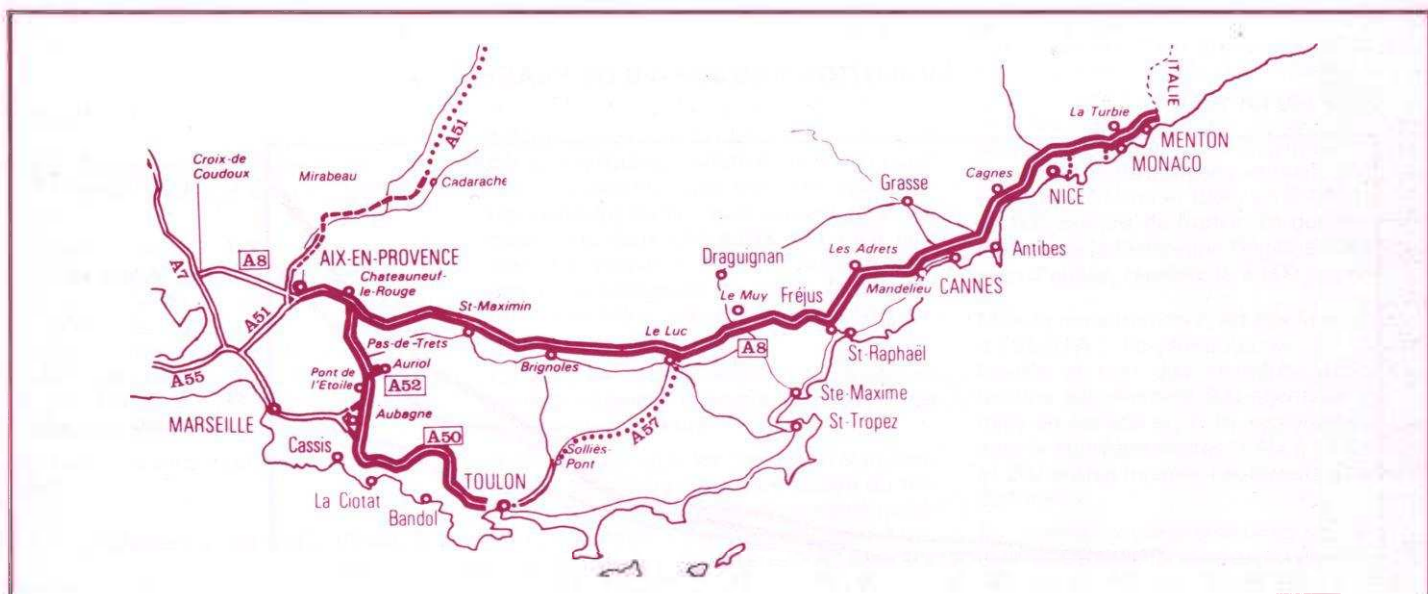 ITALIE
La Turbie
MENTON
MONACO
A51
Croix-de
Coudoux
Mirabeau
Cadarache
Cagnes
NICE
Grasse
A7
A8
AIX-EN-PROVENCE
Chateauneuf-
le-Rouge
Les Adrets
Antibes
Draguignan
Le Muy
Fréjus
Mandelieu
CANNES
A51
St-Maximin
Le Luc
A8
St-Raphaël
Pas-de-Trets
Brignoles
A55
Pont de
l'Etoile
Auriol
A52
Ste-Maxime
MARSEILLE
Aubagne
A57
St-Tropez
Cassis
A50
Solliès-
Pont
TOULON
La Ciotat
Bandol